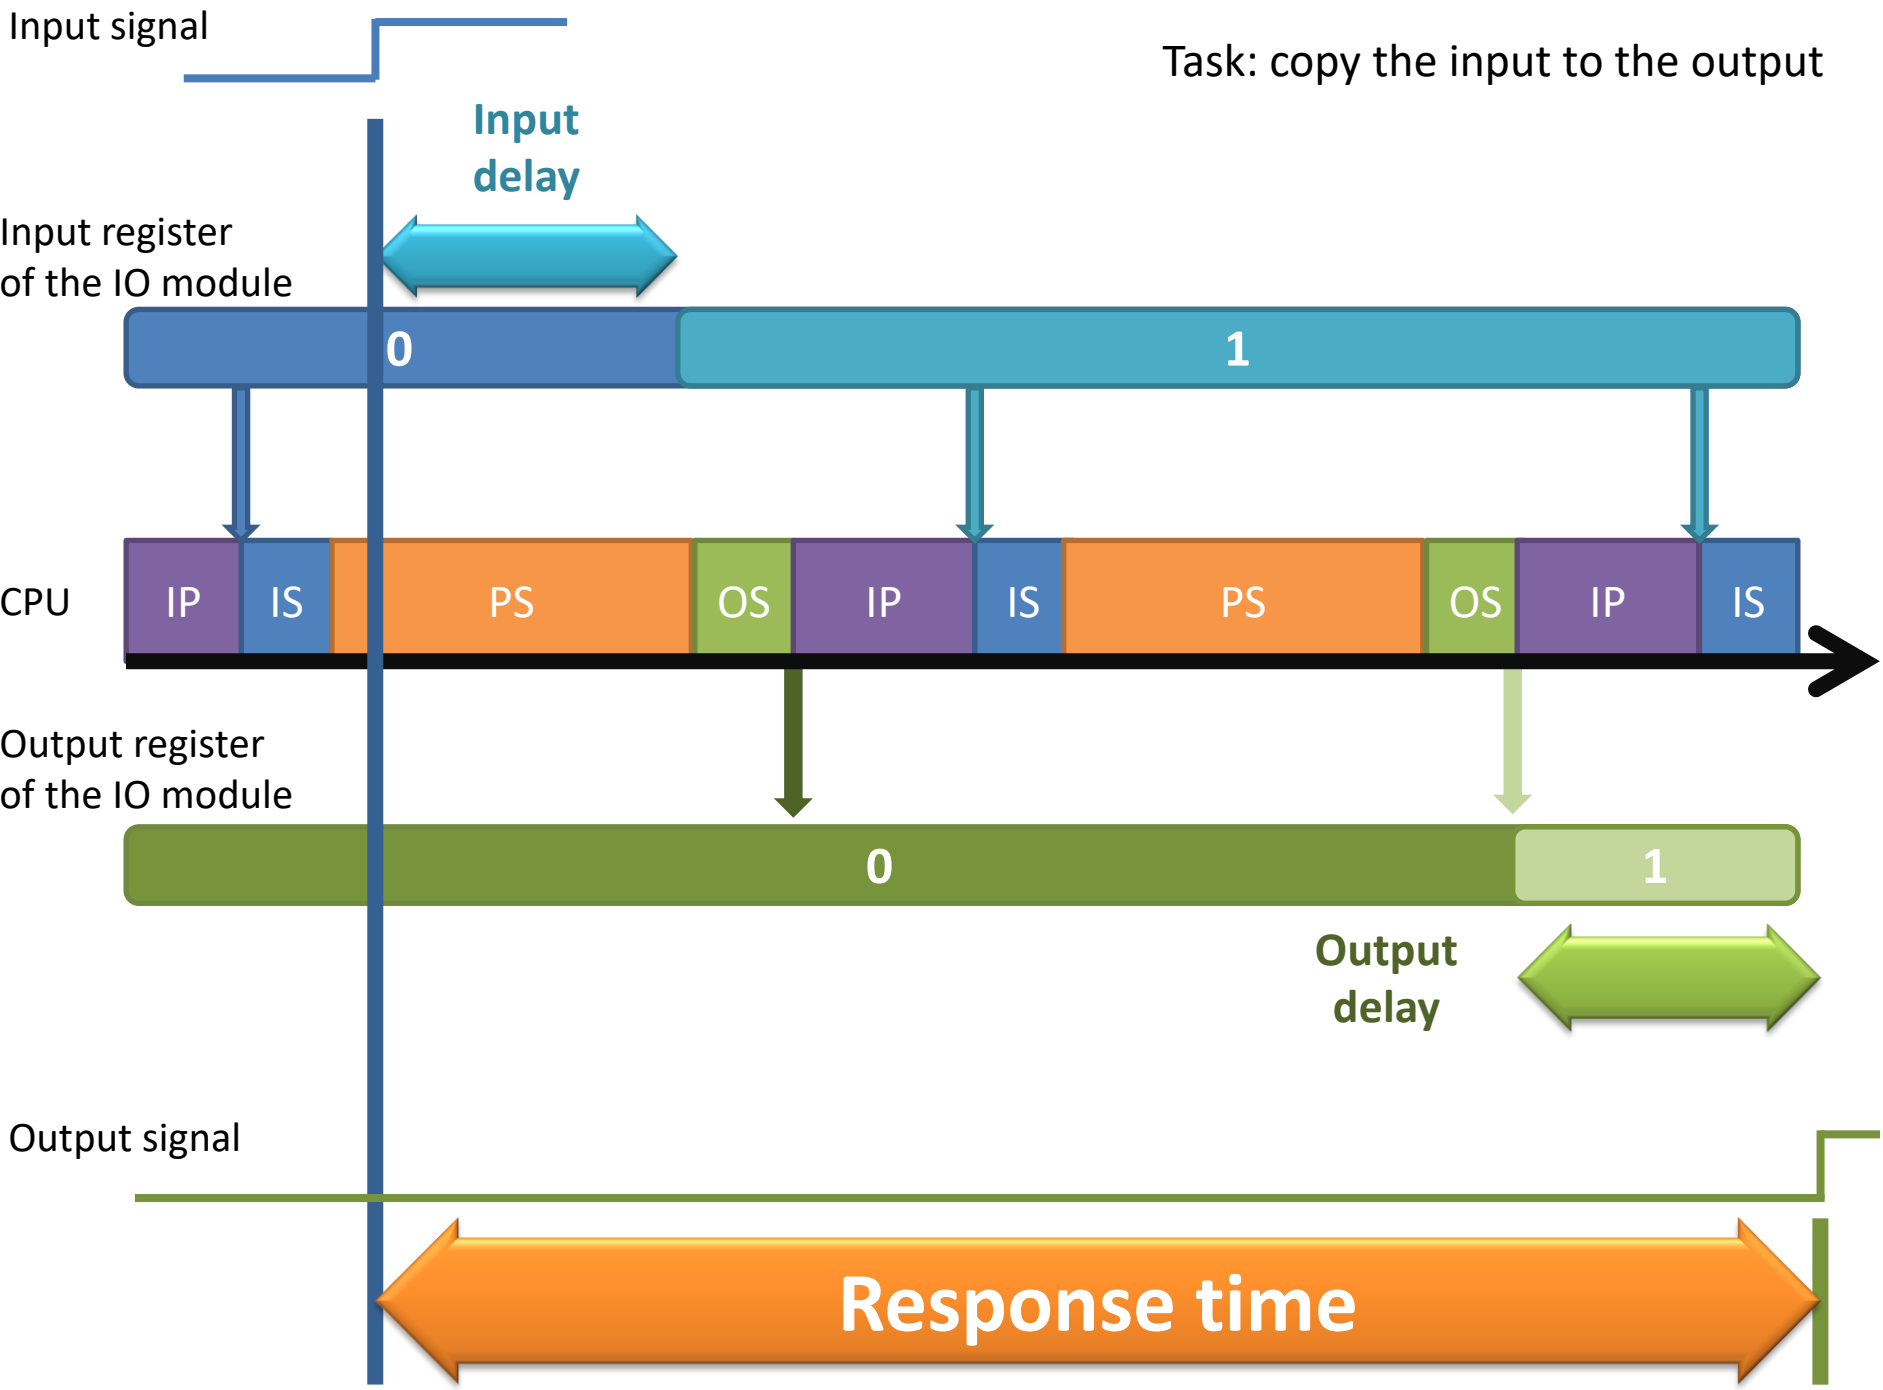 Input signal
Task: copy the input to the output
Input
delay
Input register
of the IO module
0
1
CPU
IP
IS
PS
OS
IP
IS
PS
OS
IP
IS
Output register
of the IO module
0
1
Output
delay
Output signal
Response time